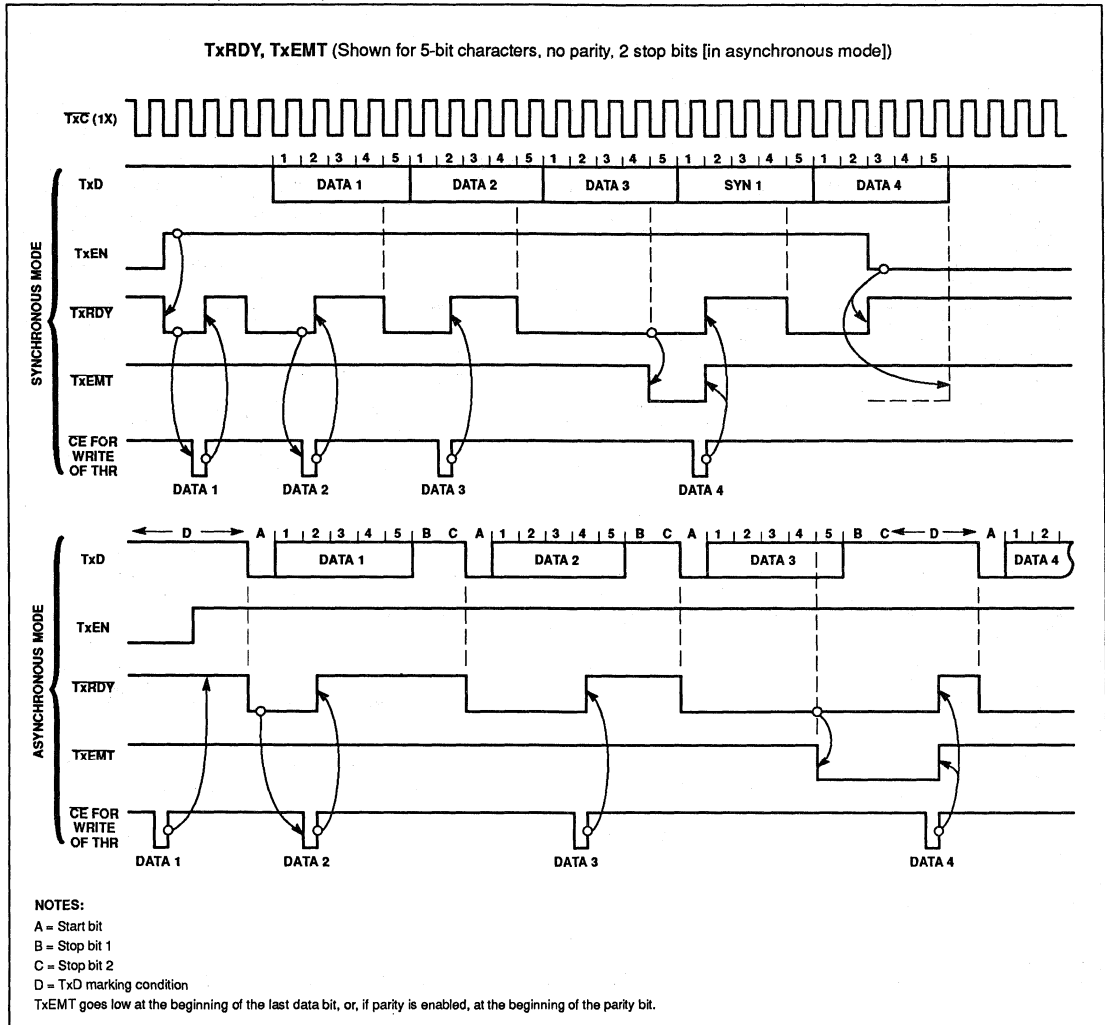 TxRDY, TxEMT (Shown for 5-bit characters, no parity, 2 stop bits [in asynchronous mode])
TxC (1X)
1 2 3 4 5 1 2 3 4 5 1 2 3 4 5 1 2 3 4 5 1 2 3 4 5
TxD DATA 1 DATA 2 DATA 3 SYN 1 DATA 4
SYNCHRONOUS MODE
TxEN
TxRDY
TxEMT
CE FOR
WRITE
OF THR
DATA 1 DATA 2 DATA 3 DATA 4
D A 1 2 3 4 5 B C A 1 2 3 4 5 B C A 1 2 3 4 5 B C D A 1 2
TxD DATA 1 DATA 2 DATA 3 DATA 4
ASYNCHRONOUS MODE
TxEN
TxRDY
TxEMT
CE FOR
WRITE
OF THR
DATA 1 DATA 2 DATA 3 DATA 4
NOTES:
A = Start bit
B = Stop bit 1
C = Stop bit 2
D = TxD marking condition
TxEMT goes low at the beginning of the last data bit, or, if parity is enabled, at the beginning of the parity bit.